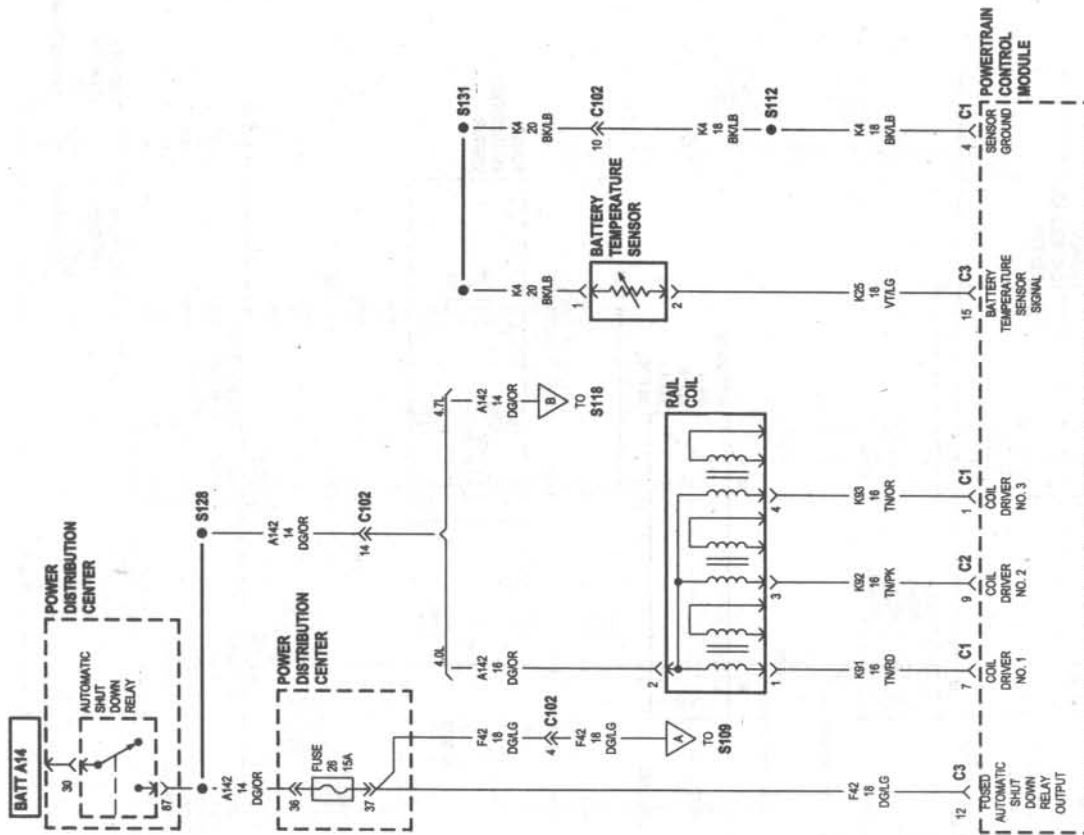 BATT A14
POWER
DISTRIBUTION
CENTER
AUTOMATIC
SHUT
DOWN
RELAY
30
87
S128
A142
14
DG/OR
A142
14
DG/OR
14
C102
POWER
DISTRIBUTION
CENTER
36
FUSE
28
15A
37
F42
18
DG/LG
4
C102
F42
18
DG/LG
A
TO
S109
4.0L
4.7L
A142
16
DG/OR
A142
14
DG/OR
B
TO
S118
RAIL
COIL
2
1
3
4
K91
16
TN/RD
K92
16
TN/PK
K93
16
TN/OR
F42
18
DG/LG
S131
K4
20
BK/LB
K4
20
BK/LB
1
BATTERY
TEMPERATURE
SENSOR
2
10
C102
K4
18
BK/LB
S112
K25
18
VT/LG
K4
18
BK/LB
12
C3
FUSED
AUTOMATIC
SHUT
DOWN
RELAY
OUTPUT
7
C1
COIL
DRIVER
NO. 1
9
C2
COIL
DRIVER
NO. 2
1
C1
COIL
DRIVER
NO. 3
15
C3
BATTERY
TEMPERATURE
SENSOR
SIGNAL
4
C1
SENSOR
GROUND
POWERTRAIN
CONTROL
MODULE